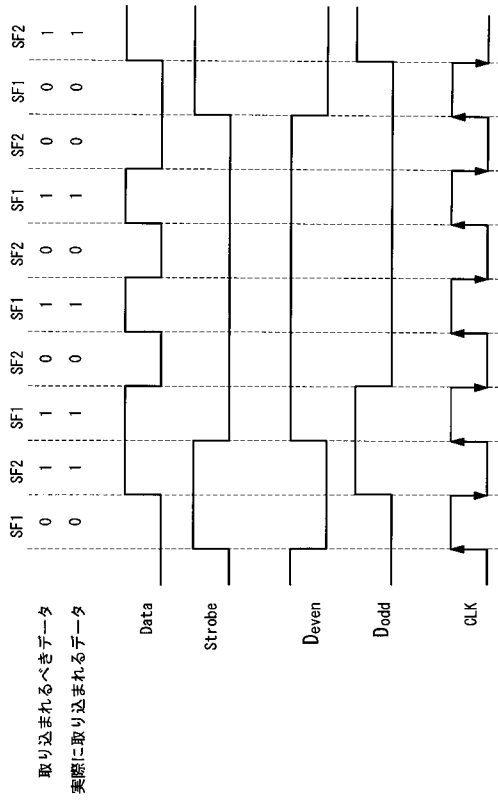 SF1 SF2 SF1 SF2 SF1 SF2 SF1 SF2 SF1 SF2
取り込まれるべきデータ 0 1 1 0 1 0 1 0 0 1
実際に取り込まれるデータ 0 1 1 0 1 0 1 0 0 1
Data
Strobe
Deven
Dodd
CLK